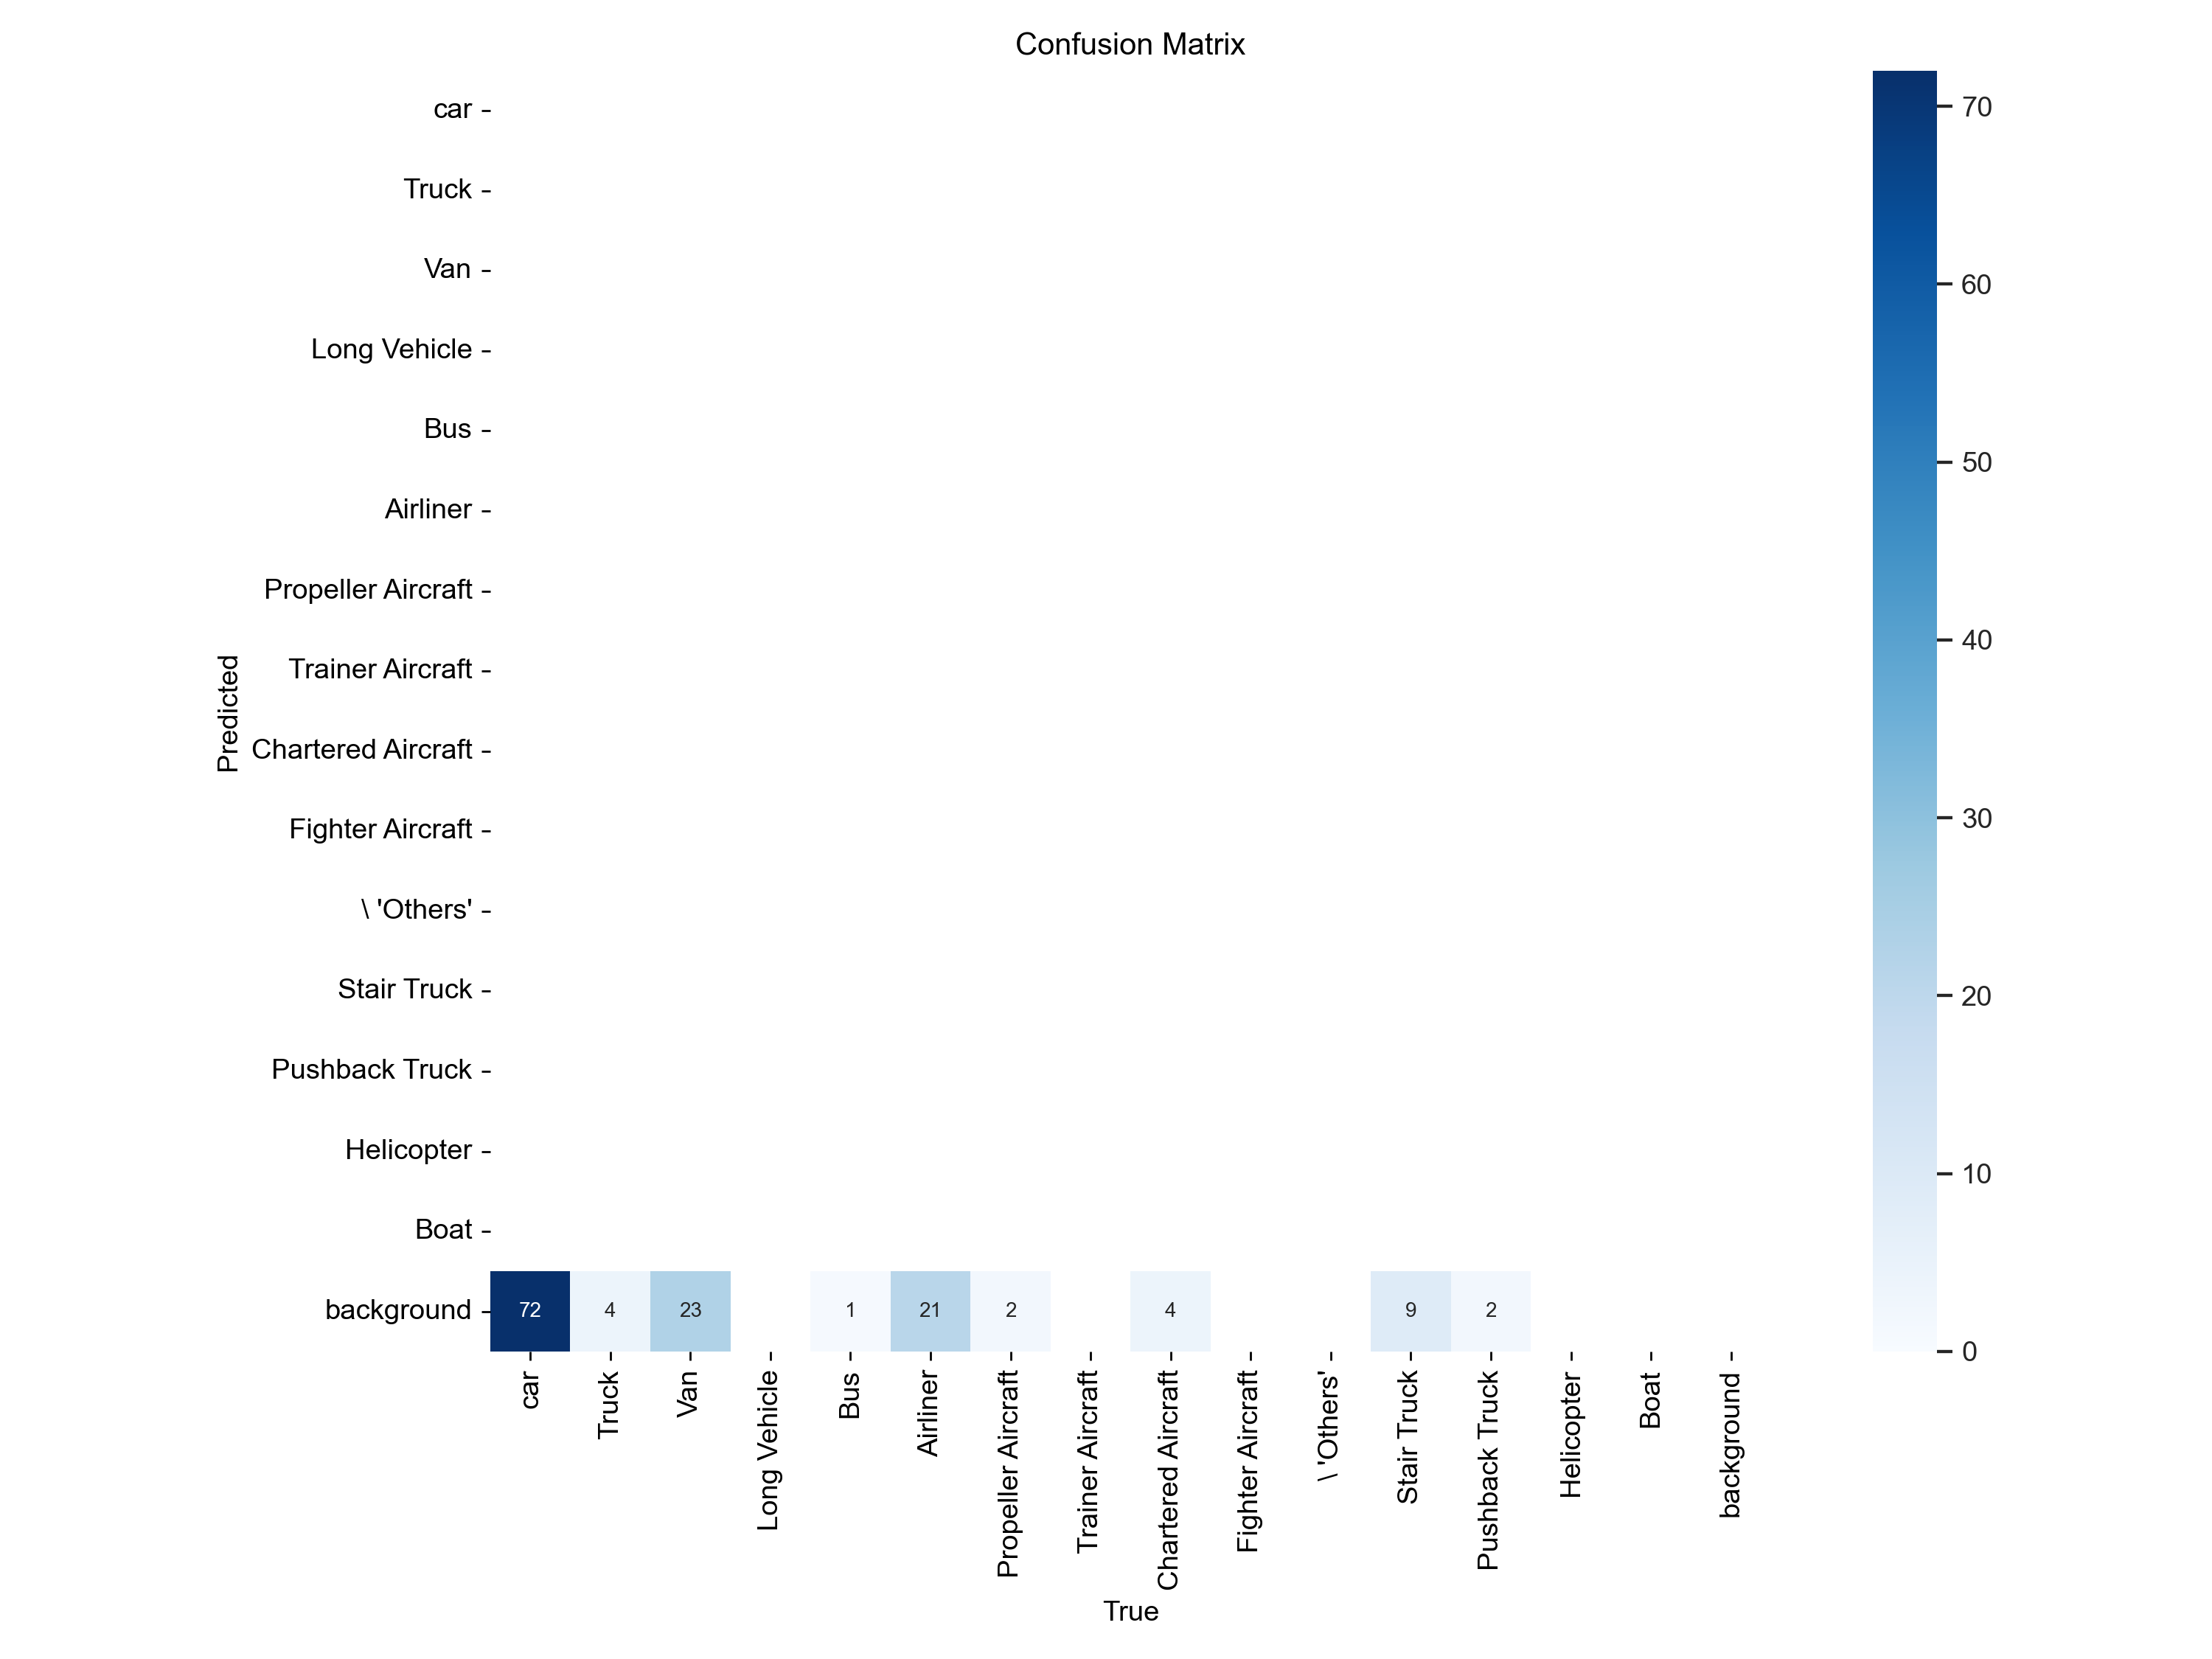 Confusion Matrix
car
Truck
Van
Long Vehicle
Bus
Airliner
Propeller Aircraft
Trainer Aircraft
Chartered Aircraft
Fighter Aircraft
\ 'Others'
Stair Truck
Pushback Truck
Helicopter
Boat
background
Predicted
72 4 23 1 21 2 4 9 2
car
Truck
Van
Long Vehicle
Bus
Airliner
Propeller Aircraft
Trainer Aircraft
Chartered Aircraft
Fighter Aircraft
\ 'Others'
Stair Truck
Pushback Truck
Helicopter
Boat
background
True
70
60
50
40
30
20
10
0